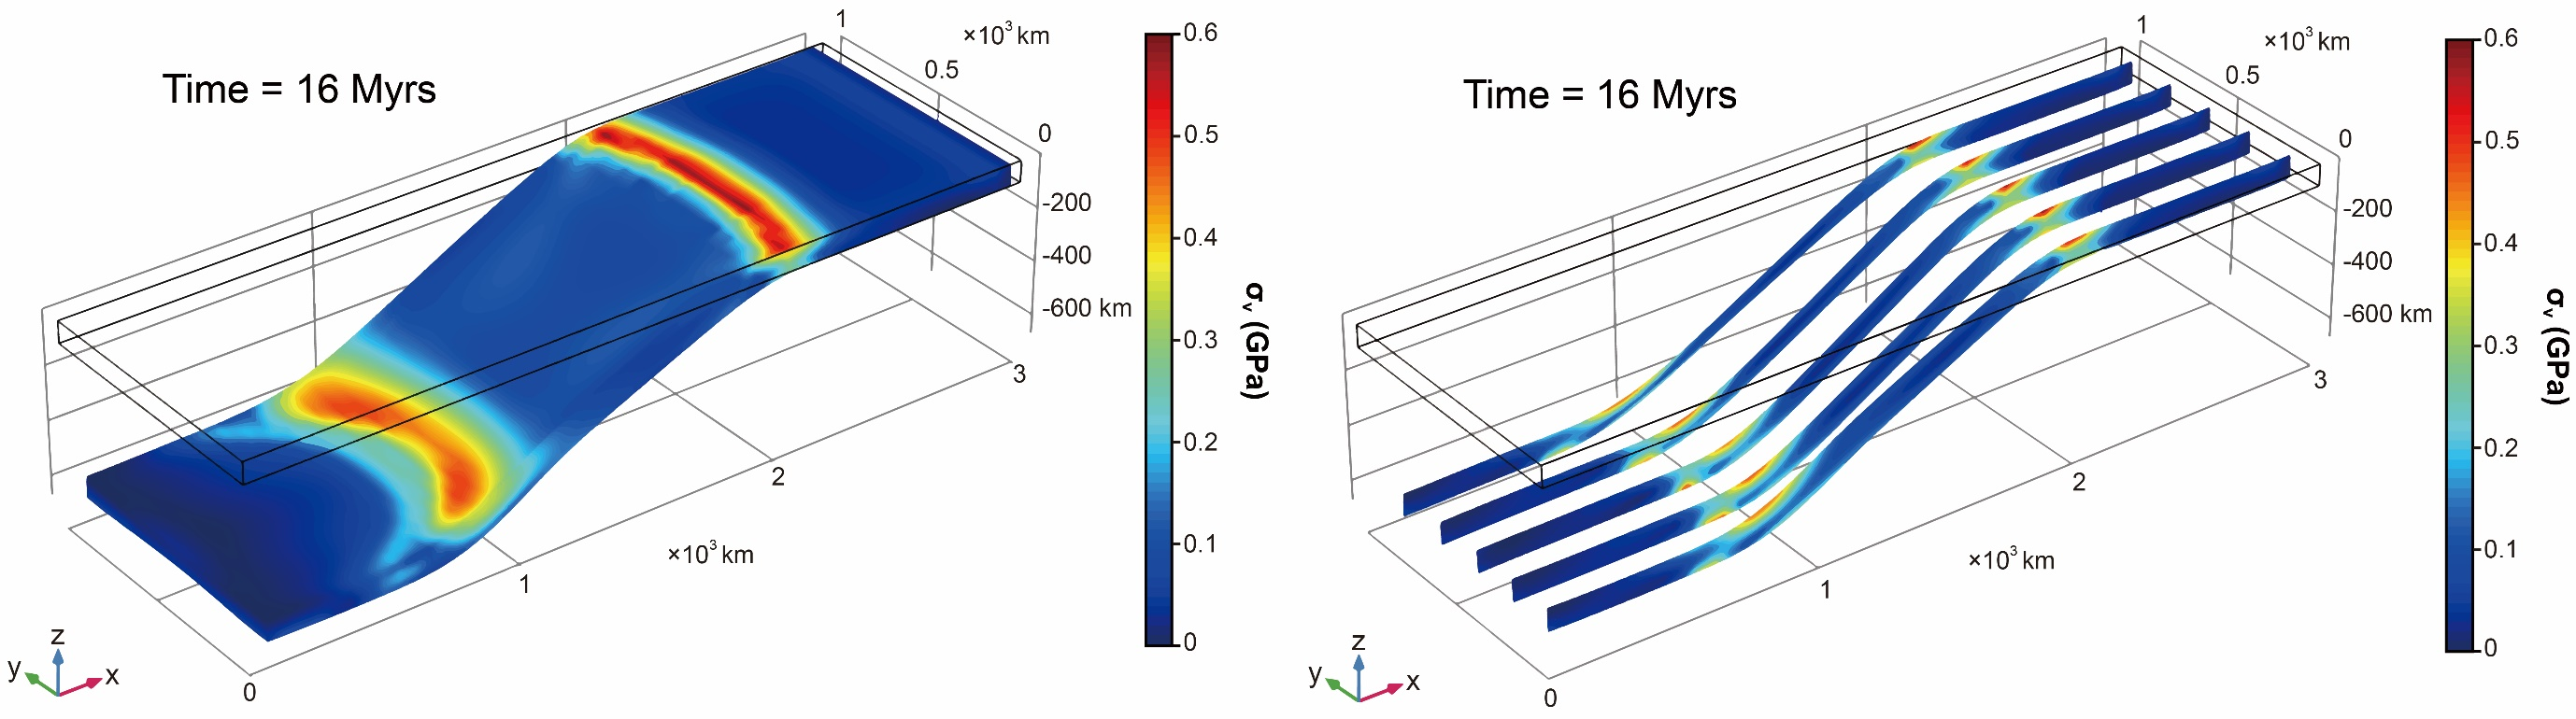 Time = 16 Myrs
1
×10³ km
0.5
0
-200
-400
-600 km
3
2
×10³ km
1
0
z
y
x
0.6
0.5
0.4
0.3
0.2
0.1
0
σᵥ (GPa)
Time = 16 Myrs
1
×10³ km
0.5
0
-200
-400
-600 km
3
2
×10³ km
1
0
z
y
x
0.6
0.5
0.4
0.3
0.2
0.1
0
σᵥ (GPa)